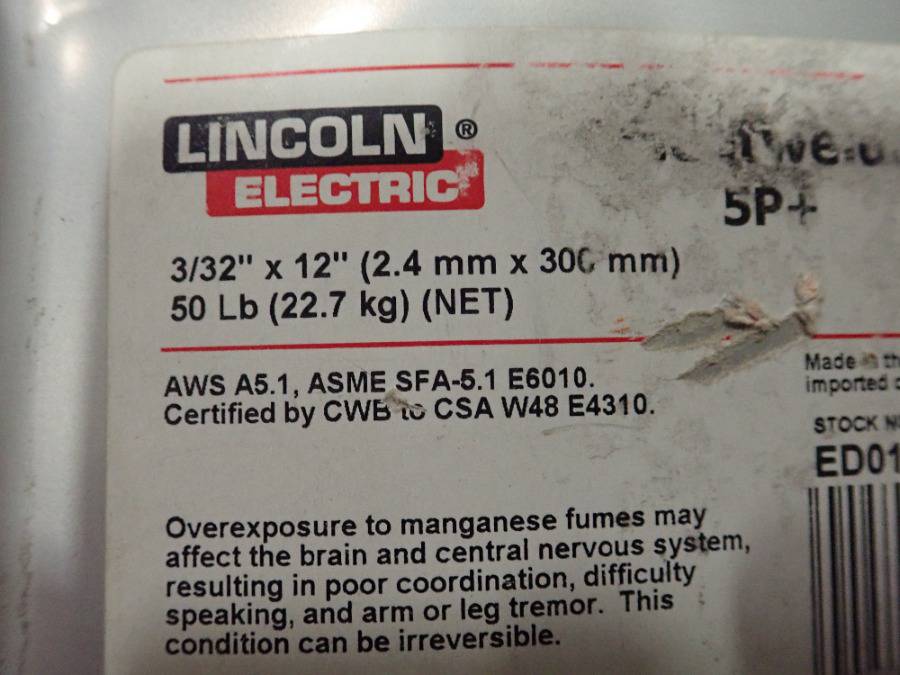 LINCOLN ®
ELECTRIC
5P+
3/32" x 12" (2.4 mm x 300 mm)
50 Lb (22.7 kg) (NET)
AWS A5.1, ASME SFA-5.1 E6010.
Certified by CWB to CSA W48 E4310.
Made in th
imported
STOCK N
ED01
Overexposure to manganese fumes may
affect the brain and central nervous system,
resulting in poor coordination, difficulty
speaking, and arm or leg tremor. This
condition can be irreversible.